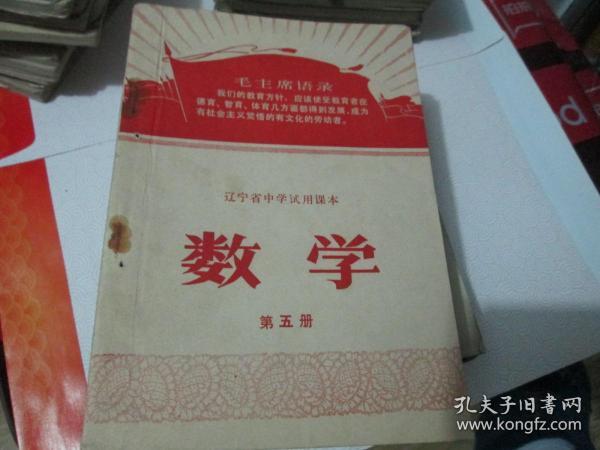 毛主席语录
我们的教育方针，应该使受教育者在
德育、智育、体育几方面都得到发展，成为
有社会主义觉悟的有文化的劳动者。
辽宁省中学试用课本
数学
第五册
孔夫子旧书网
www.kongfz.com